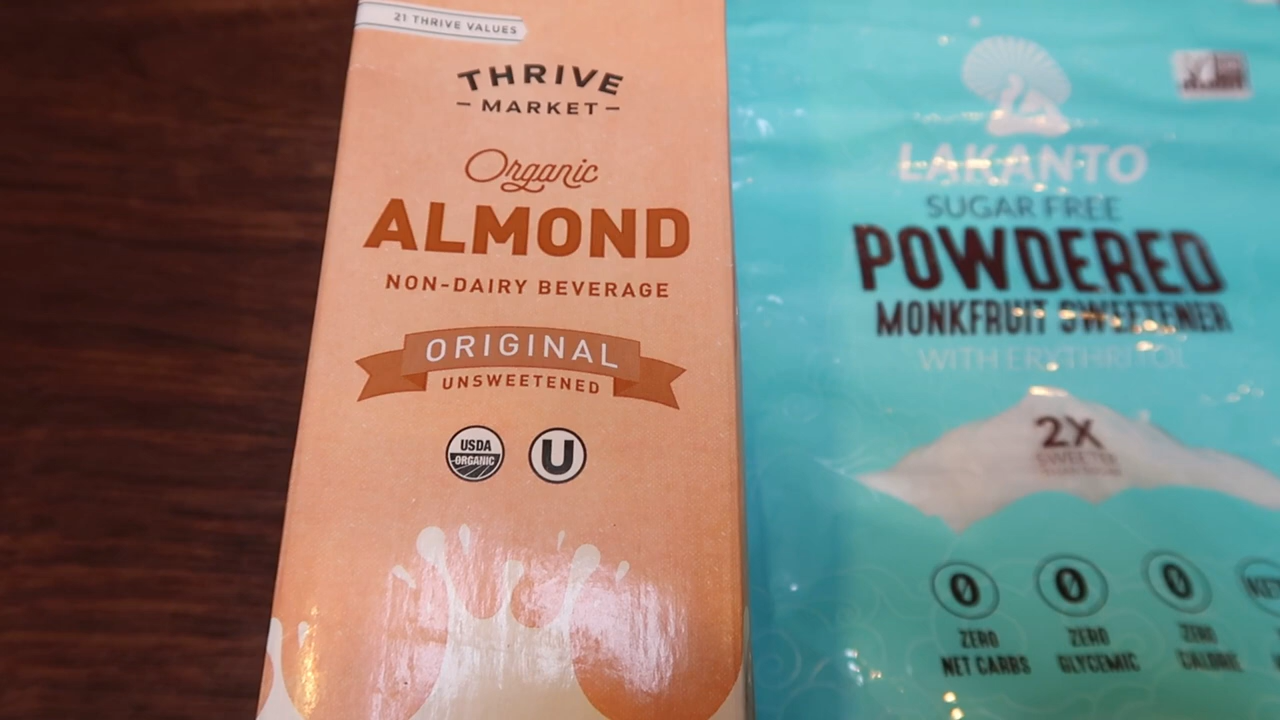 21 THRIVE VALUES
THRIVE
MARKET
Organic
ALMOND
NON-DAIRY BEVERAGE
ORIGINAL
UNSWEETENED
USDA
ORGANIC
U
LAKANTO
SUGAR FREE
POWDERED
MONKFRUIT SWEETENER
WITH ERYTHRITOL
2X
SWEETER
0
ZERO
NET CARBS
0
ZERO
GLYCEMIC
0
ZERO
CALORIE